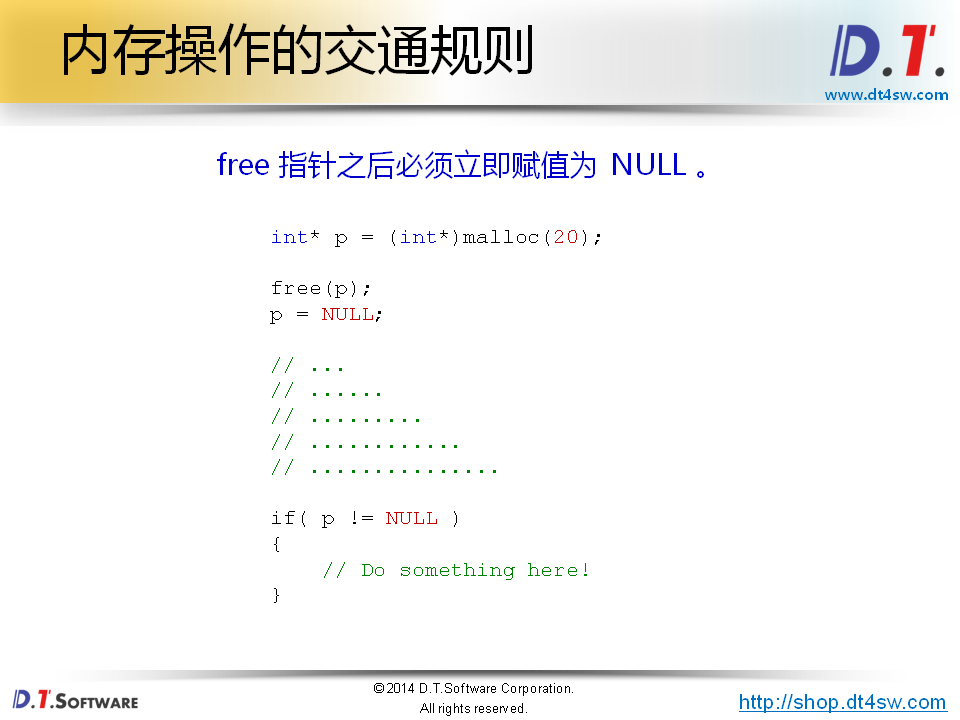 内存操作的交通规则
D.T.
www.dt4sw.com
free 指针之后必须立即赋值为 NULL 。
int* p = (int*)malloc(20);
free(p);
p = NULL;
// ...
// ......
// .........
// ............
// ...............
if( p != NULL )
{
    // Do something here!
}
D.T.SOFTWARE
©2014 D.T.Software Corporation.
All rights reserved.
http://shop.dt4sw.com